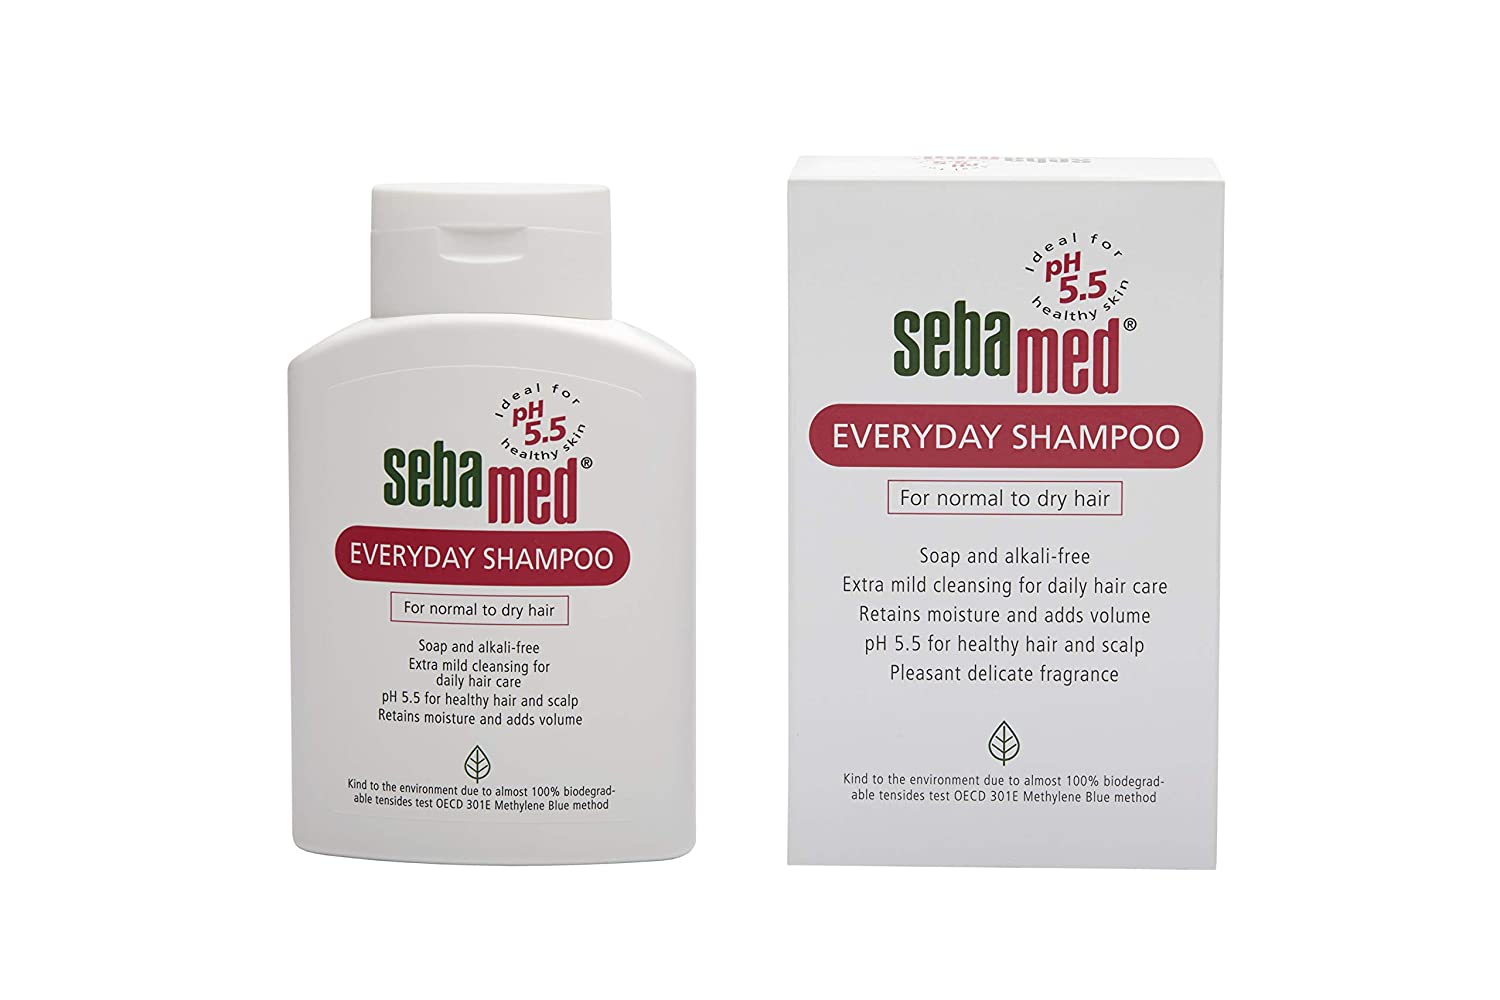 Ideal for
pH
5.5
healthy skin
sebamed®
EVERYDAY SHAMPOO
For normal to dry hair
Soap and alkali-free
Extra mild cleansing for
daily hair care
pH 5.5 for healthy hair and scalp
Retains moisture and adds volume
Kind to the environment due to almost 100% biodegrad-
able tensides test OECD 301E Methylene Blue method
sebamed
Ideal for
pH
5.5
Ideal for
pH
5.5
healthy skin
sebamed®
EVERYDAY SHAMPOO
For normal to dry hair
Soap and alkali-free
Extra mild cleansing for daily hair care
Retains moisture and adds volume
pH 5.5 for healthy hair and scalp
Pleasant delicate fragrance
Kind to the environment due to almost 100% biodegrad-
able tensides test OECD 301E Methylene Blue method